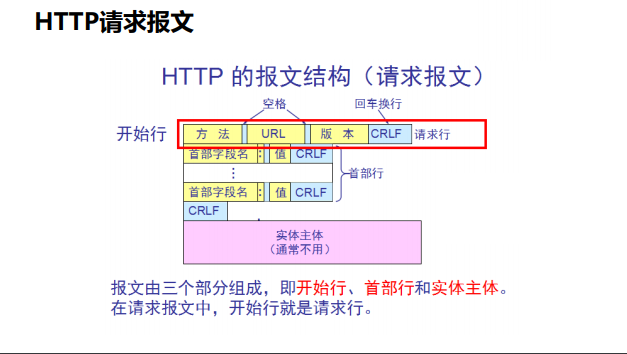 HTTP请求报文
HTTP 的报文结构（请求报文）
空格 回车换行
开始行 方 法 URL 版 本 CRLF 请求行
首部字段名 : 值 CRLF
⋮ 首部行
首部字段名 : 值 CRLF
CRLF
实体主体
（通常不用）
报文由三个部分组成，即开始行、首部行和实体主体。
在请求报文中，开始行就是请求行。